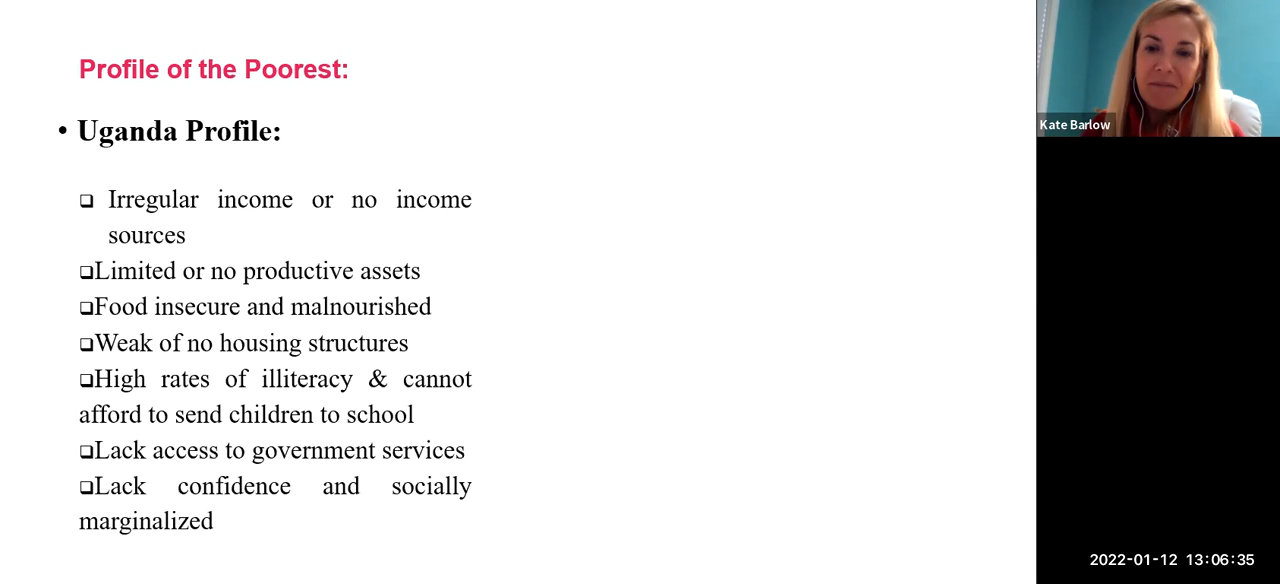 Profile of the Poorest:
• Uganda Profile:
❑ Irregular income or no income
sources
❑Limited or no productive assets
❑Food insecure and malnourished
❑Weak of no housing structures
❑High rates of illiteracy & cannot
afford to send children to school
❑Lack access to government services
❑Lack confidence and socially
marginalized
Kate Barlow
2022-01-12 13:06:35